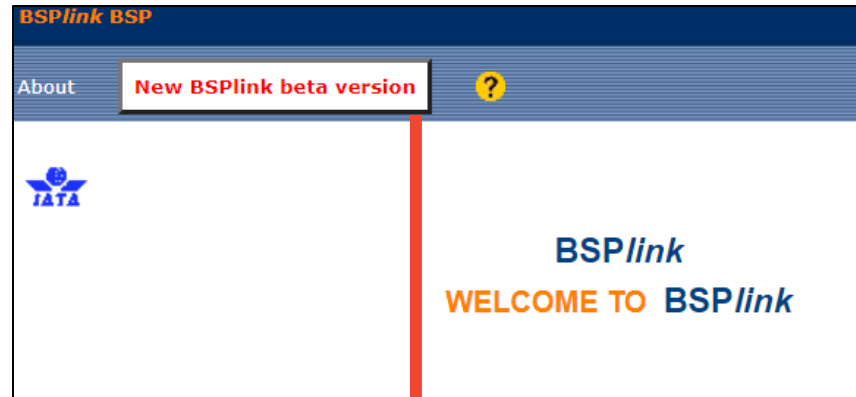 BSPlink BSP
About New BSPlink beta version ?
IATA
BSPlink
WELCOME TO BSPlink